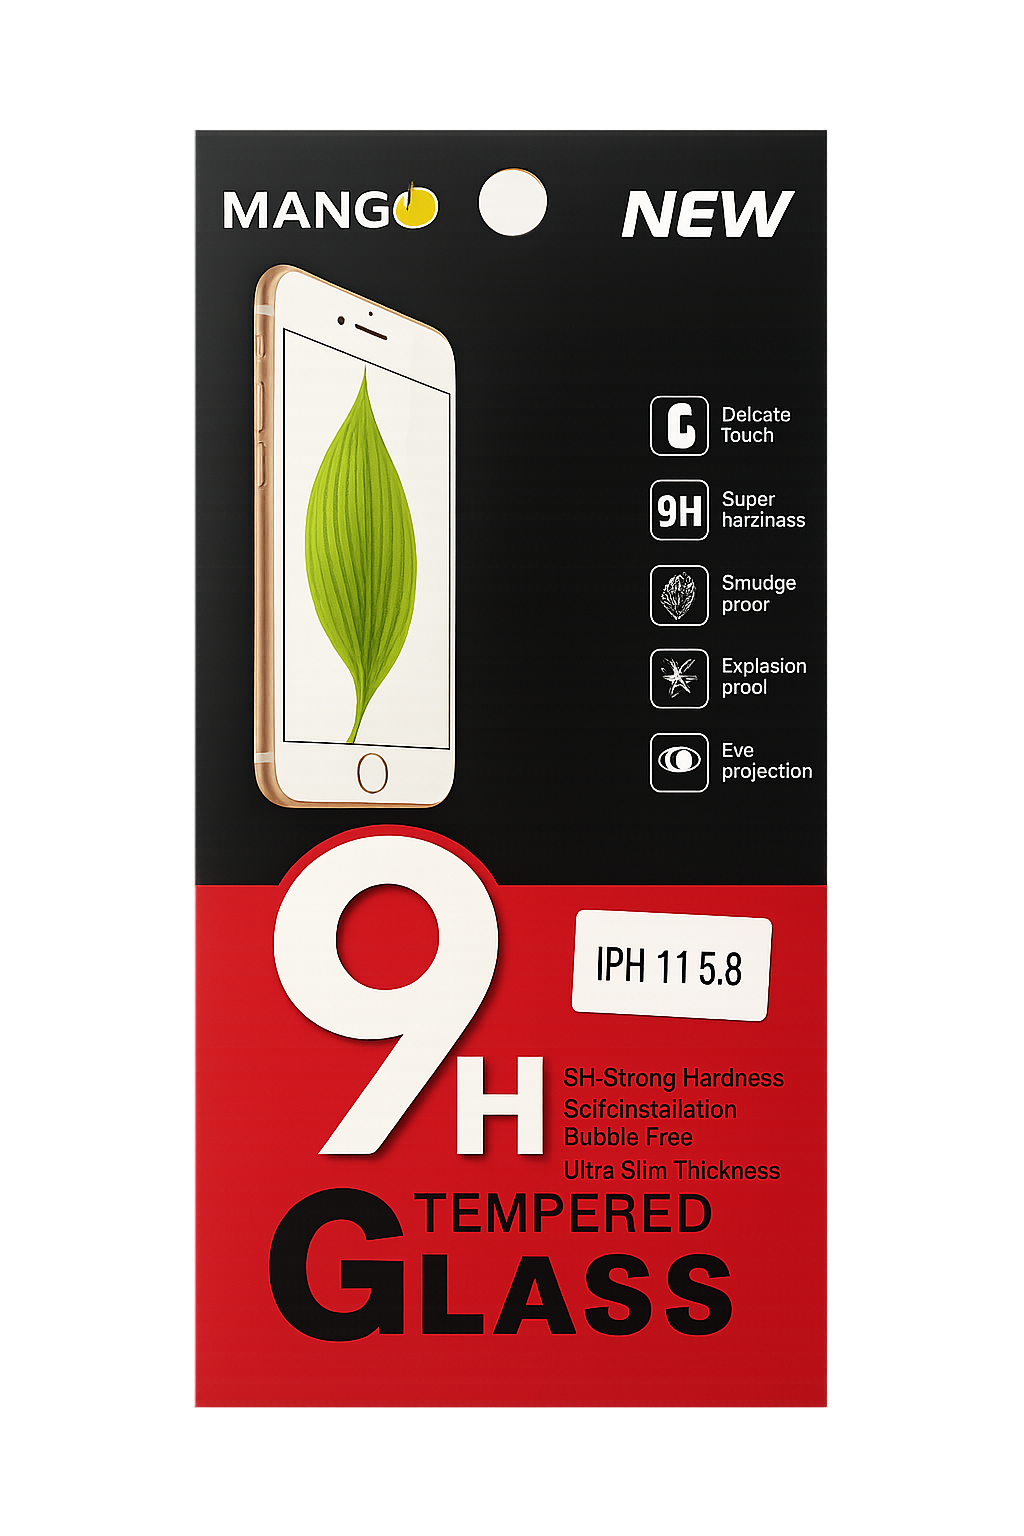 MANGO
NEW
Delcate
Touch
9H
Super
harzinass
Smudge
proor
Explasion
prool
Eve
projection
9H
IPH 11 5.8
SH-Strong Hardness
Scifcinstailation
Bubble Free
Ultra Slim Thickness
TEMPERED
GLASS